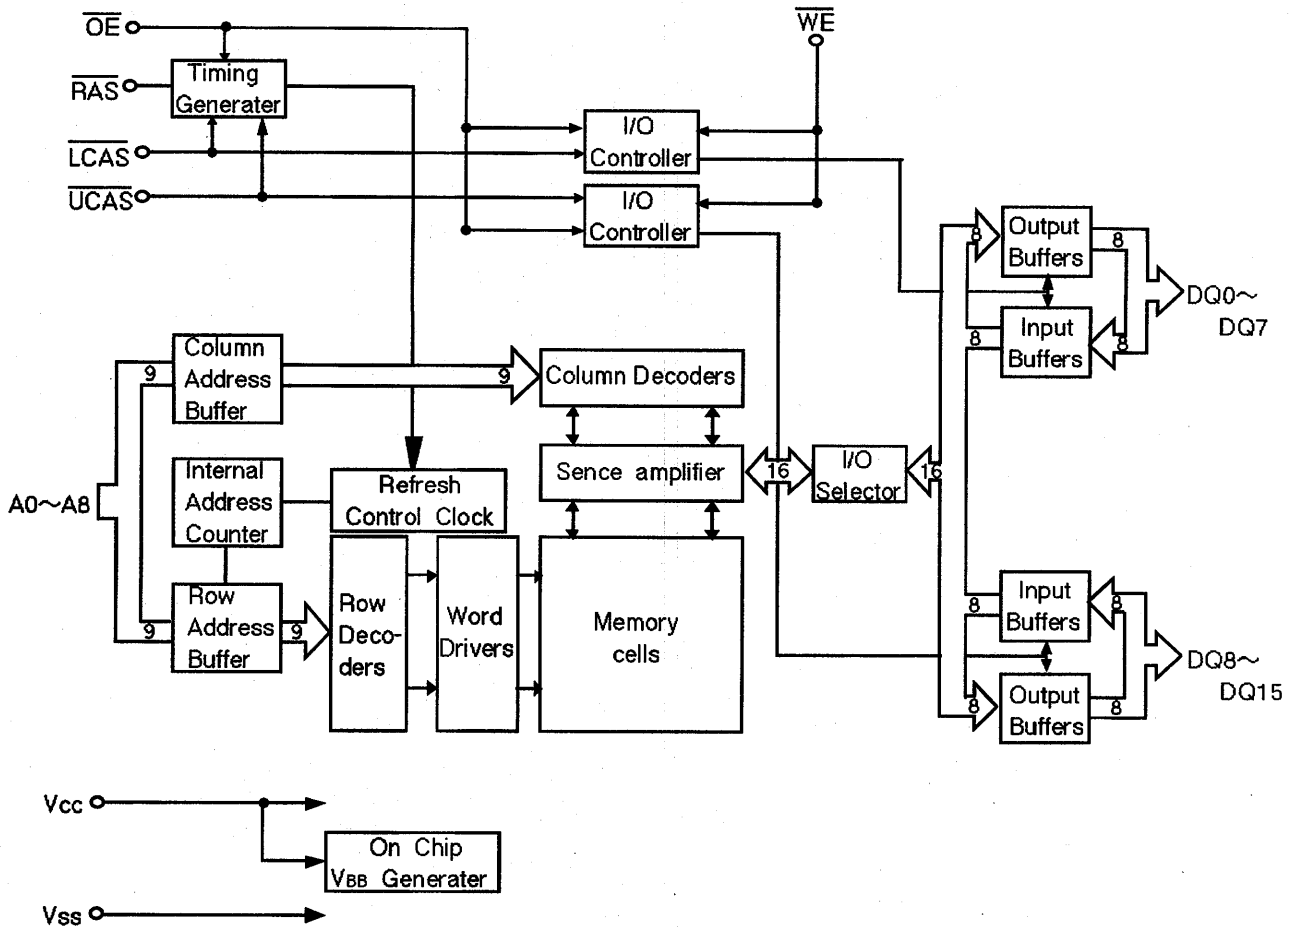 OE
WE
RAS
Timing
Generater
LCAS
I/O
Controller
UCAS
I/O
Controller
8
Output
Buffers
8
DQ0～
DQ7
8
Input
Buffers
8
9
Column
Address
Buffer
9
Column Decoders
A0～A8
Internal
Address
Counter
Refresh
Control Clock
Sence amplifier
16
I/O
Selector
16
9
Row
Address
Buffer
9
Row
Deco-
ders
Word
Drivers
Memory
cells
8
Input
Buffers
8
DQ8～
DQ15
8
Output
Buffers
8
Vcc
On Chip
VBB Generater
Vss